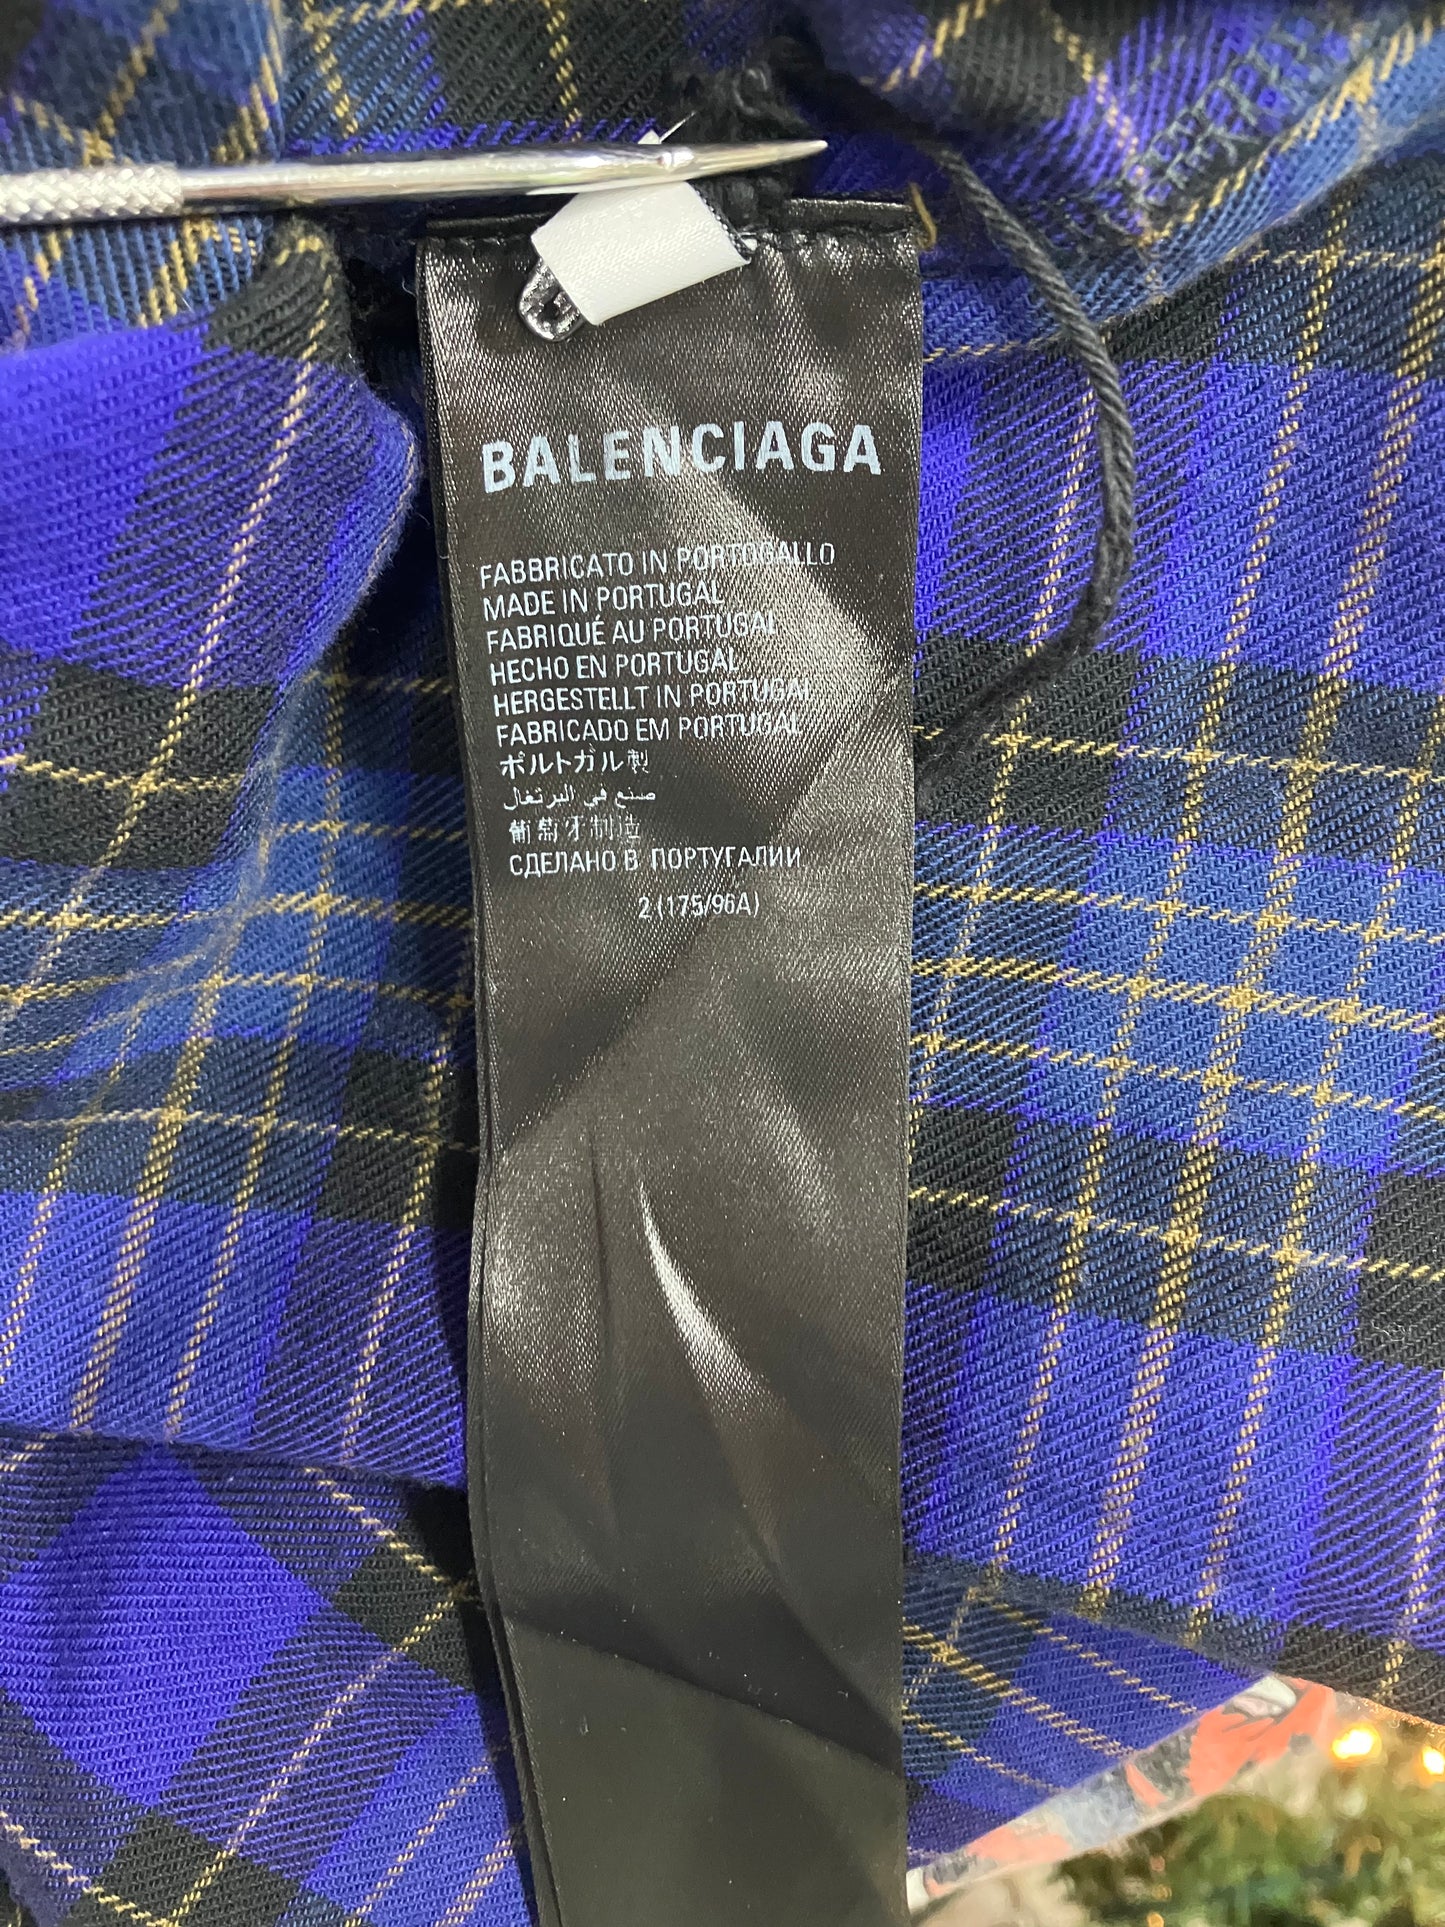 BALENCIAGA
FABBRICATO IN PORTOGALLO
MADE IN PORTUGAL
FABRIQUÉ AU PORTUGAL
HECHO EN PORTUGAL
HERGESTELLT IN PORTUGAL
FABRICADO EM PORTUGAL
ポルトガル製
صنع في البرتغال
葡萄牙制造
СДЕЛАНО В ПОРТУГАЛИИ
2 (175/96A)